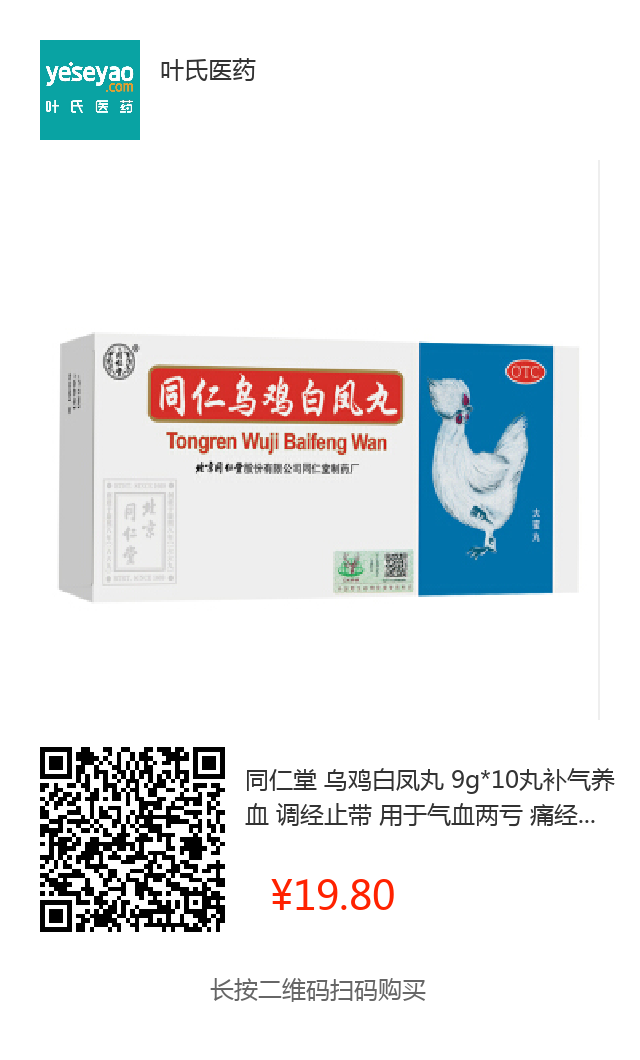 yeseyao
.com
叶氏医药
叶氏医药
同仁堂
同仁乌鸡白凤丸
Tongren Wuji Baifeng Wan
北京同仁堂股份有限公司同仁堂制药厂
OTC
北京
同仁堂
大蜜丸
同仁堂 乌鸡白凤丸 9g*10丸补气养
血 调经止带 用于气血两亏 痛经...
¥19.80
长按二维码扫码购买